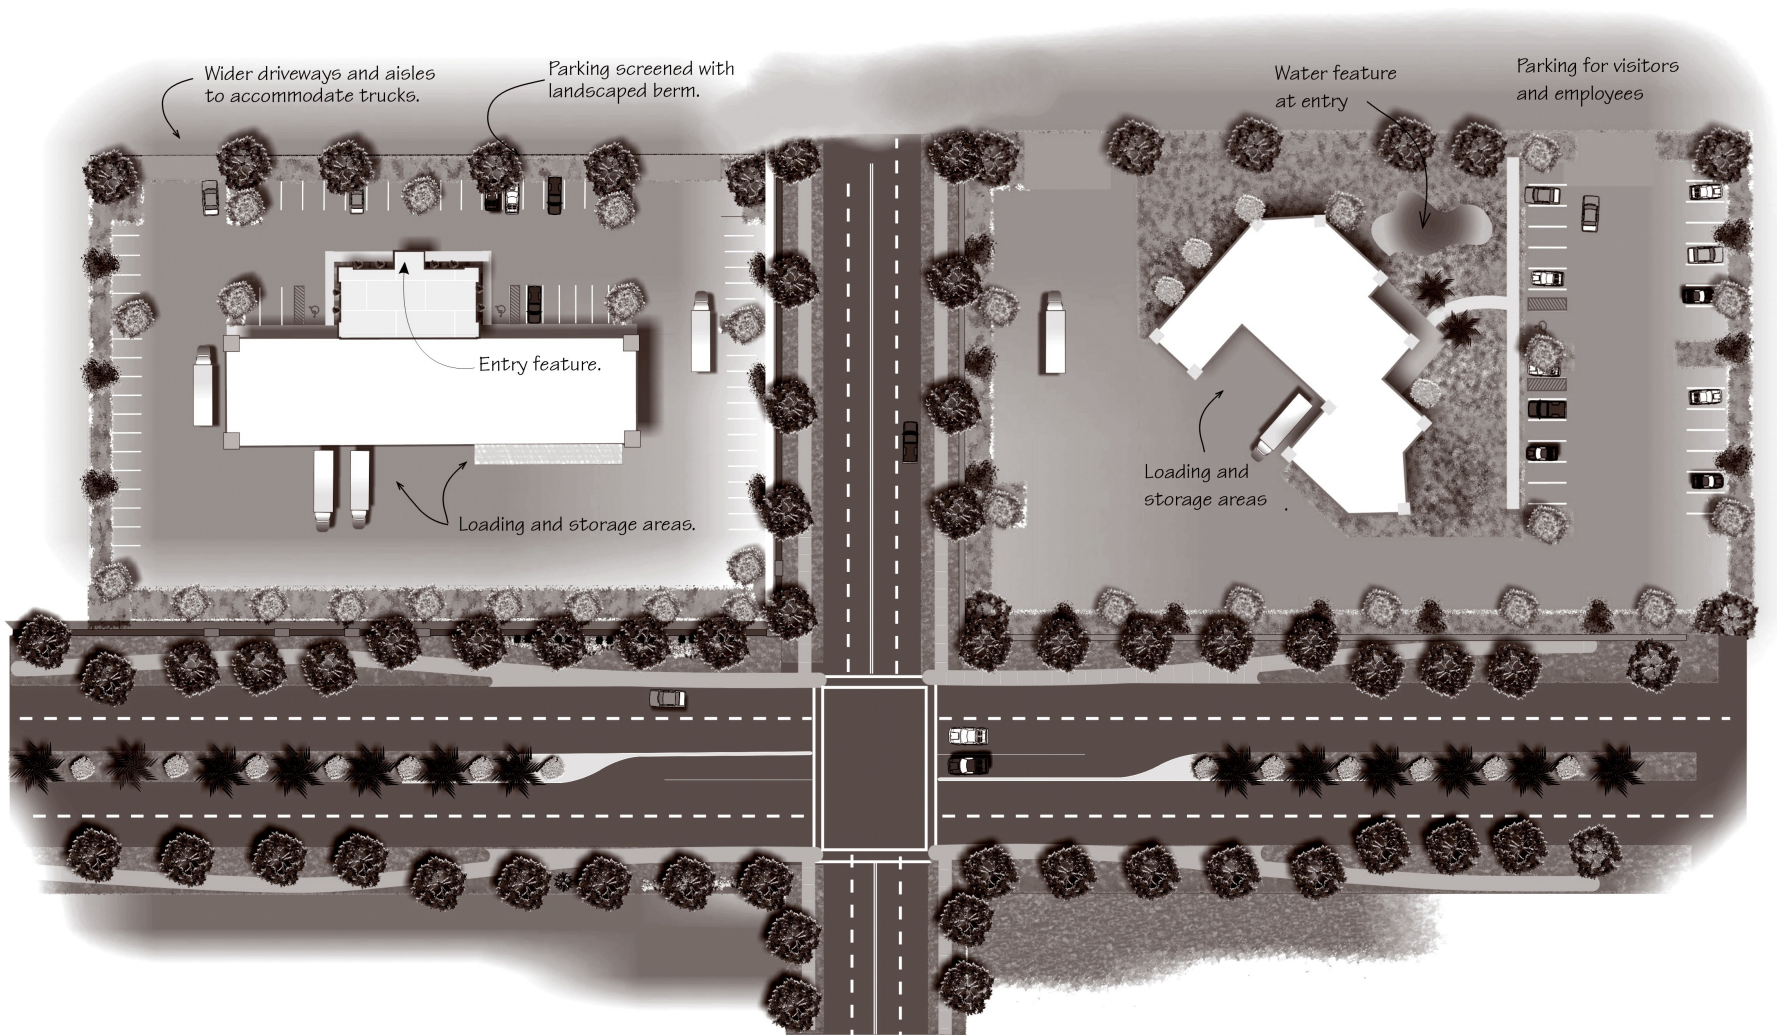 Wider driveways and aisles
to accommodate trucks.
Parking screened with
landscaped berm.
Water feature
at entry
Parking for visitors
and employees
Entry feature.
Loading and storage areas.
Loading and
storage areas